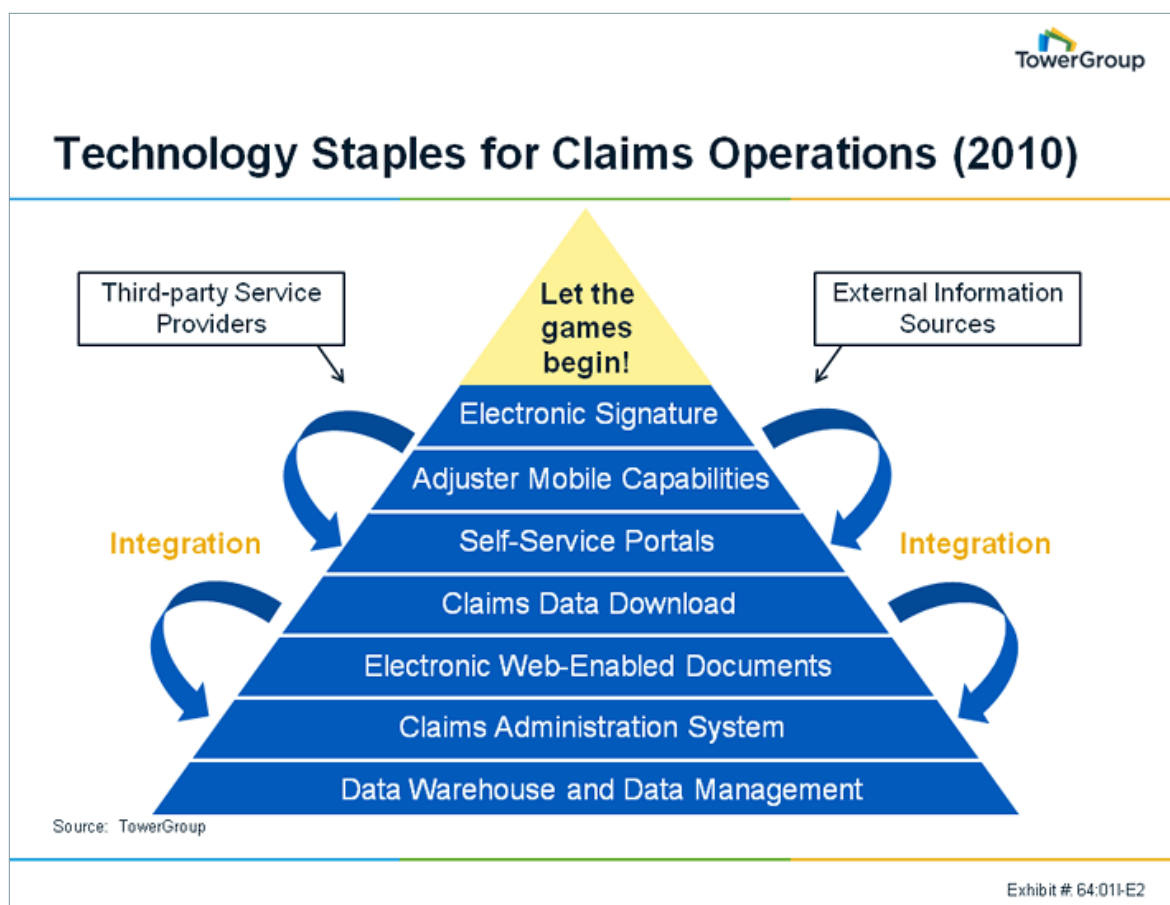 TowerGroup
Technology Staples for Claims Operations (2010)
Third-party Service
Providers
External Information
Sources
Let the
games
begin!
Electronic Signature
Adjuster Mobile Capabilities
Self-Service Portals
Integration
Integration
Claims Data Download
Electronic Web-Enabled Documents
Claims Administration System
Data Warehouse and Data Management
Source: TowerGroup
Exhibit #: 64:01I-E2